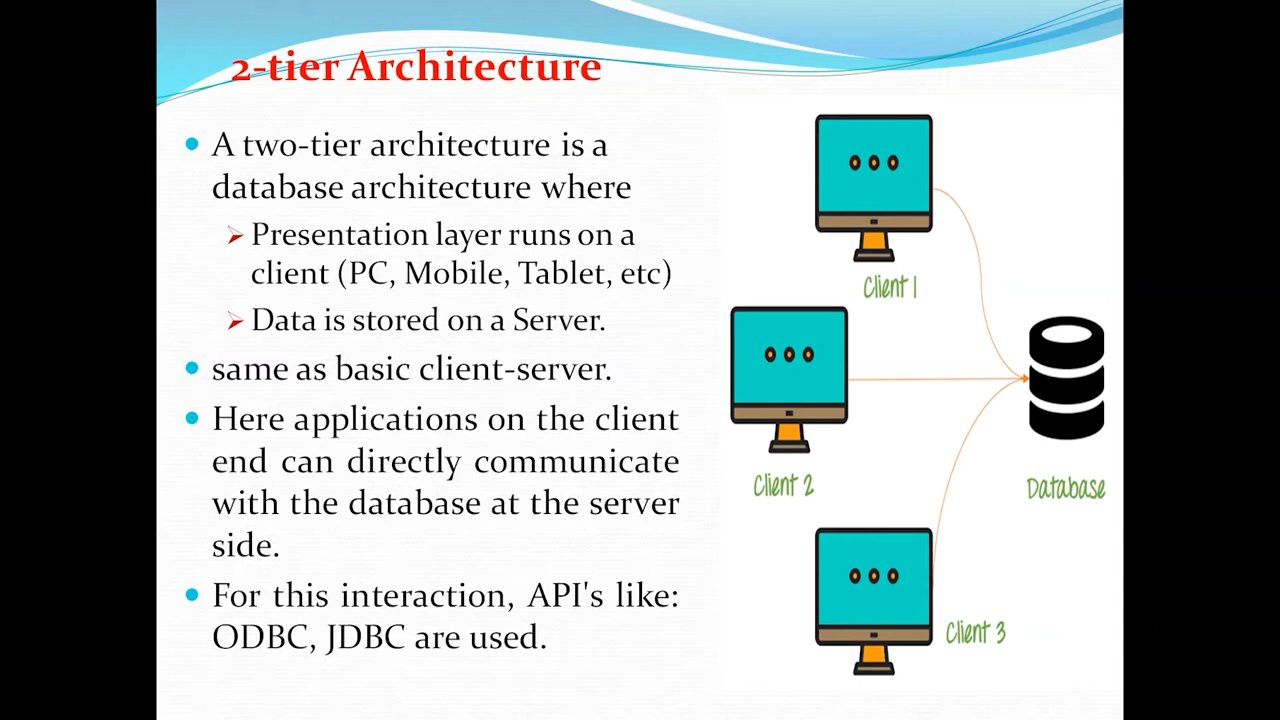 2-tier Architecture
A two-tier architecture is a
database architecture where
Presentation layer runs on a
client (PC, Mobile, Tablet, etc)
Data is stored on a Server.
same as basic client-server.
Here applications on the client
end can directly communicate
with the database at the server
side.
For this interaction, API's like:
ODBC, JDBC are used.
Client 1
Client 2
Database
Client 3